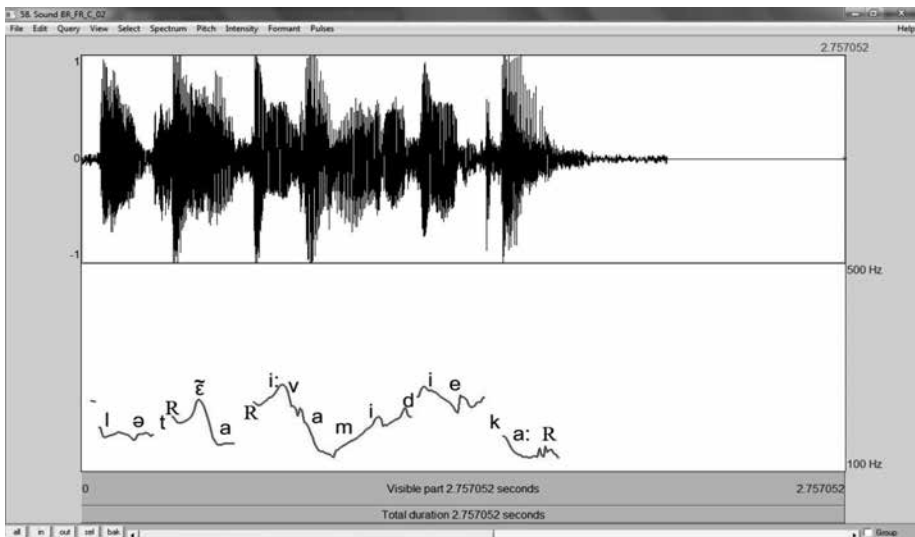 58. Sound BR_FR_C_02
File Edit Query View Select Spectrum Pitch Intensity Formant Pulses Help
2.757052
1
0
-1
500 Hz
l ə t R ɛ̃ a R i: v a m i d i e k a: R
100 Hz
0 Visible part 2.757052 seconds 2.757052
Total duration 2.757052 seconds
all in out sel bak Group